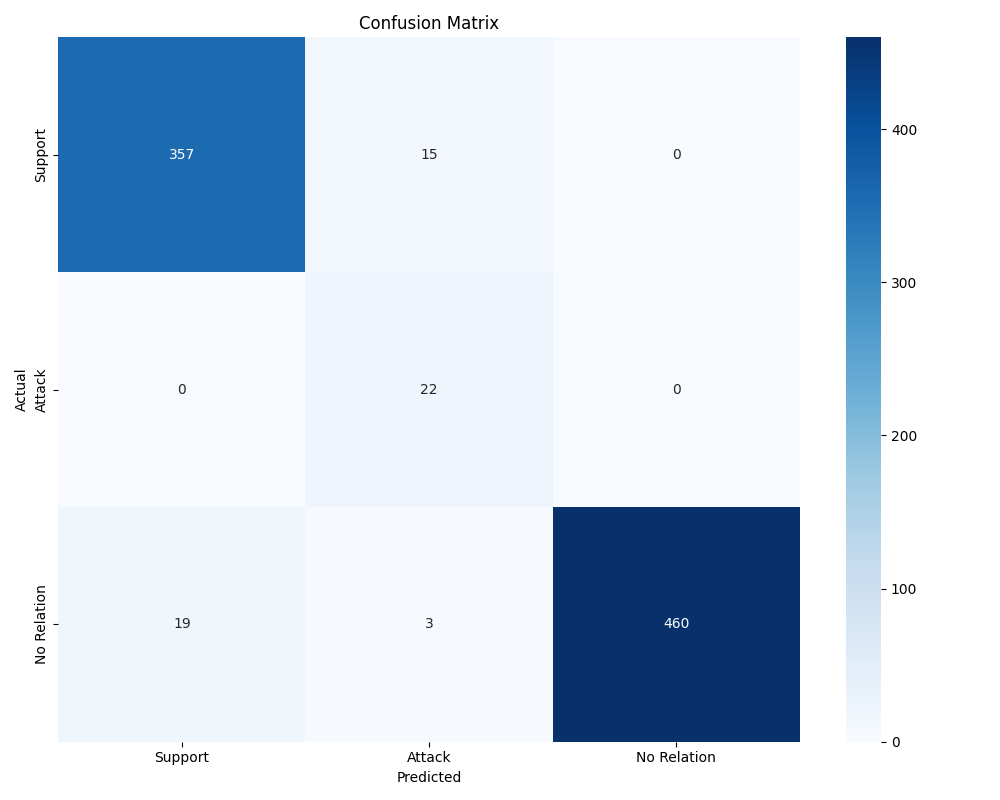 Confusion Matrix
Support
357
15
0
400
300
Actual
Attack
0
22
0
200
100
No Relation
19
3
460
0
Support
Attack
No Relation
Predicted